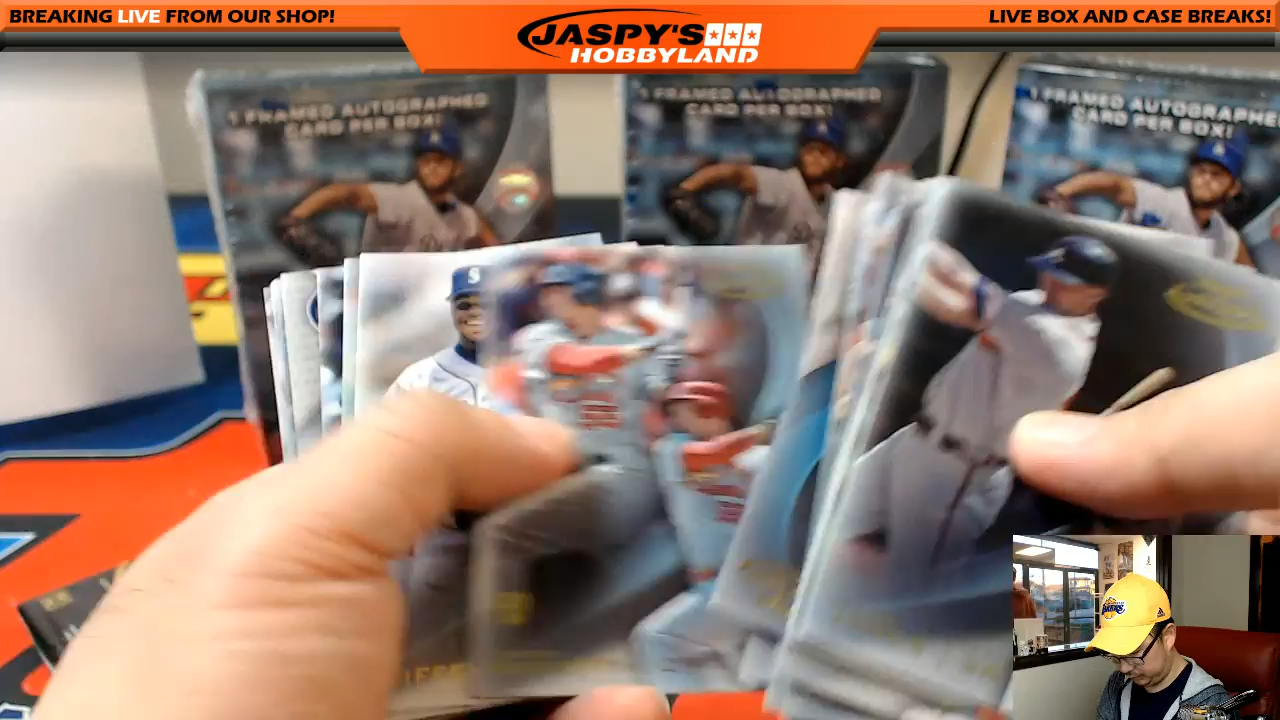 BREAKING LIVE FROM OUR SHOP!
JASPY'S
HOBBYLAND
LIVE BOX AND CASE BREAKS!
1 FRAMED AUTOGRAPHED
CARD PER BOX!
1 FRAMED AUTOGRAPHED
CARD PER BOX!
1 FRAMED AUTOGRAPHED
CARD PER BOX!
S